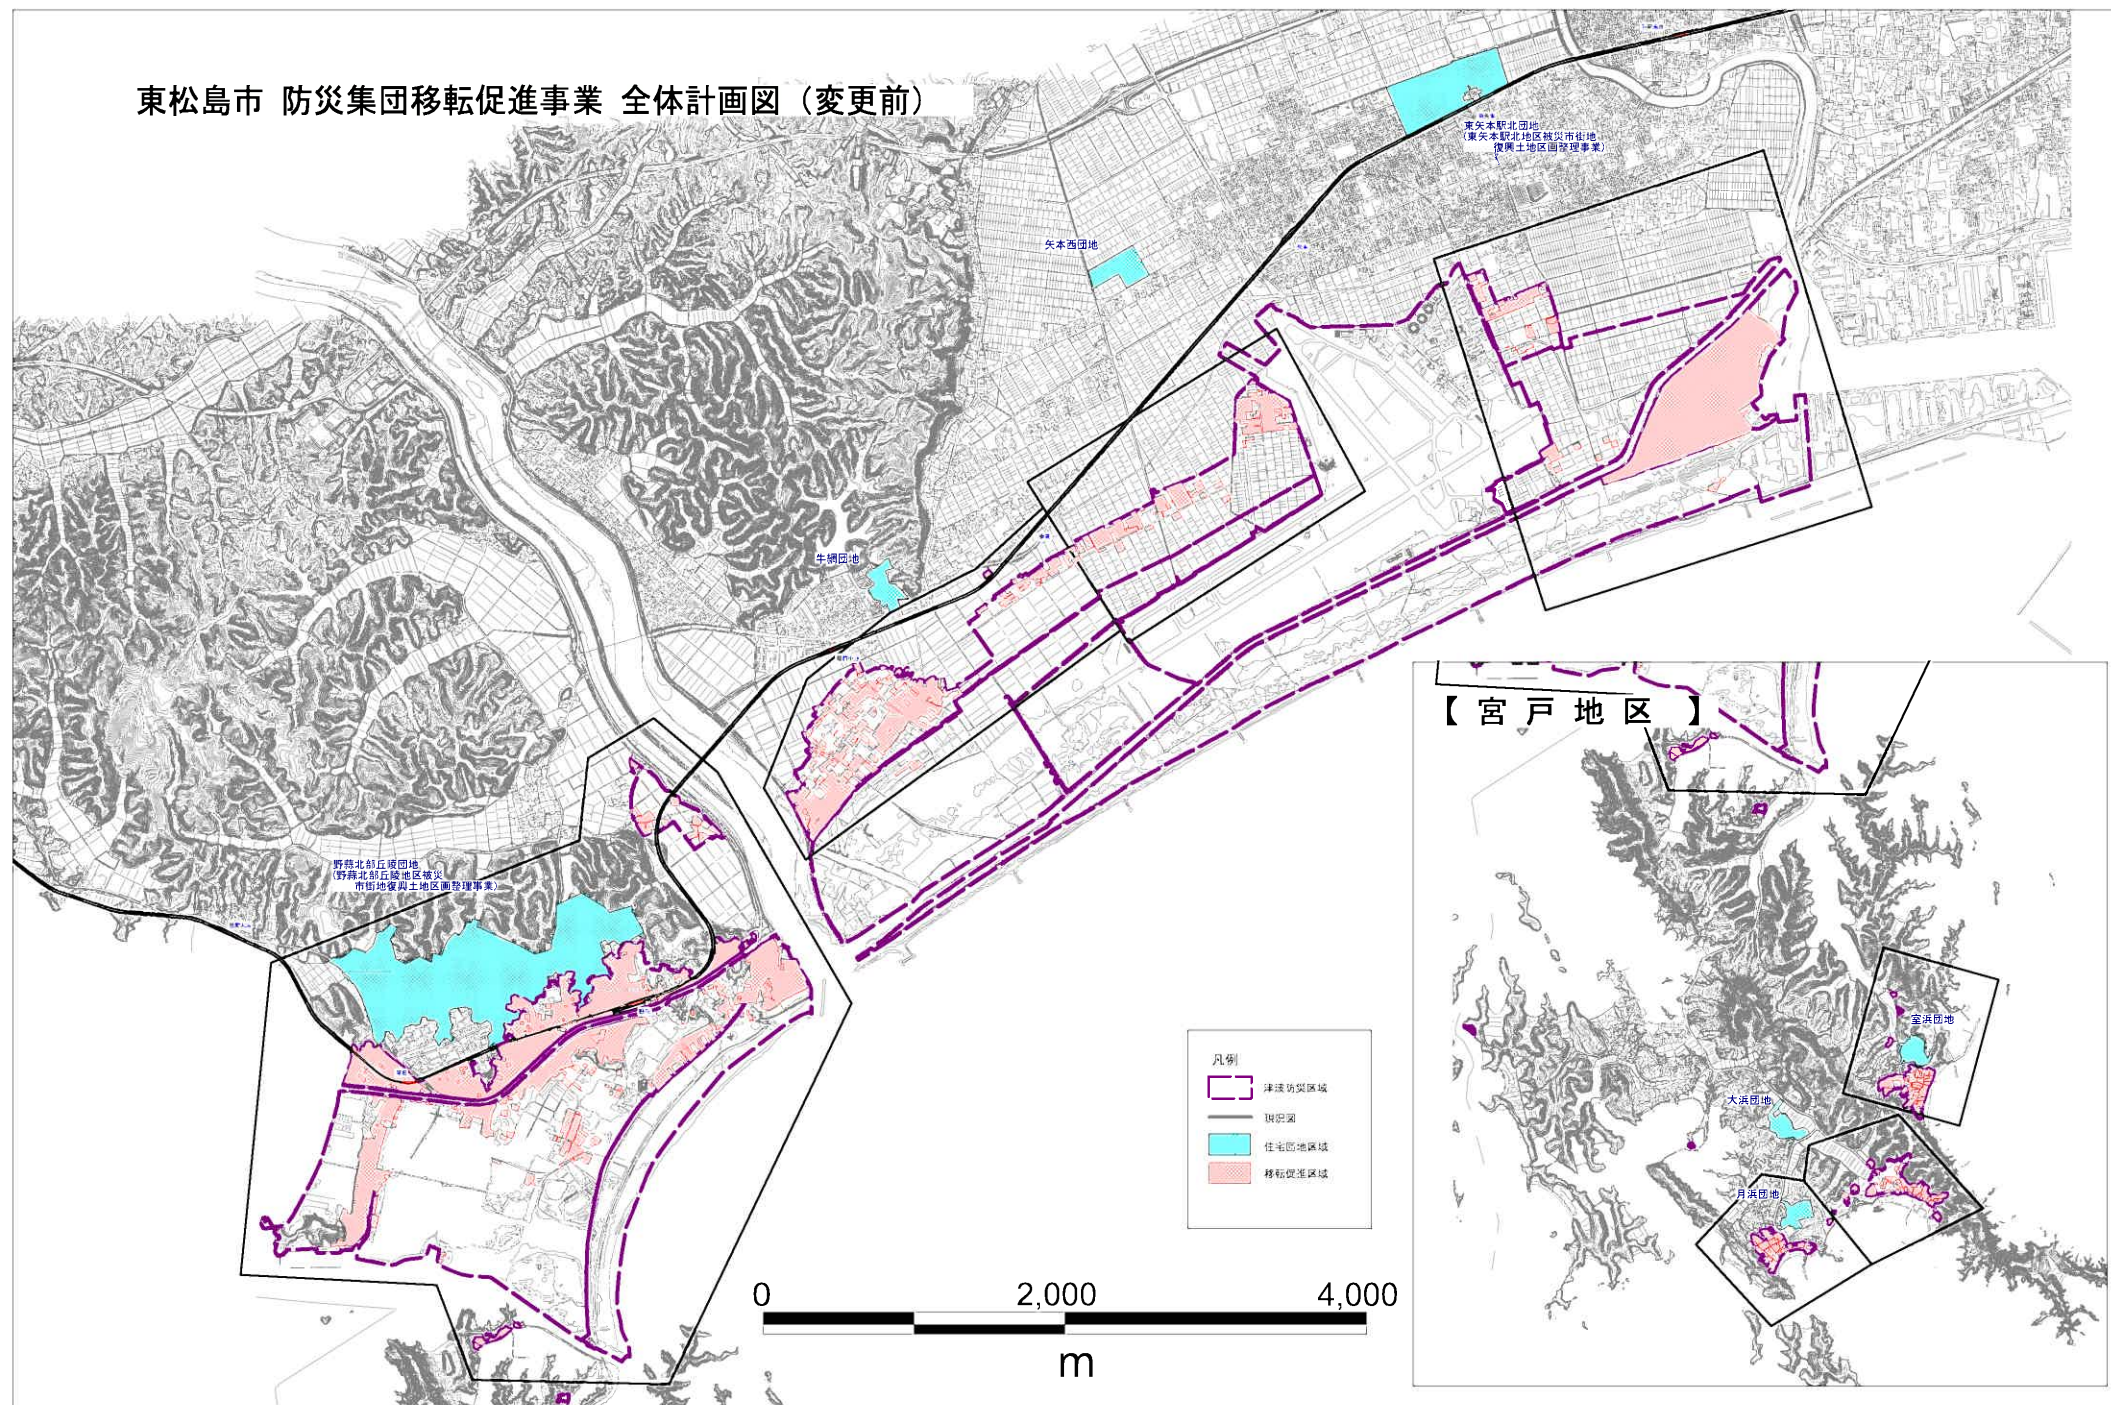 東松島市 防災集団移転促進事業 全体計画図（変更前）
東矢本駅北団地
(東矢本駅北地区被災市街地
復興土地区画整理事業)
矢本西団地
牛網団地
野蒜北部丘陵団地
(野蒜北部丘陵地区被災
市街地復興土地区画整理事業)
【 宮 戸 地 区 】
室浜団地
大浜団地
月浜団地
凡例
津波防災区域
現況図
住宅団地区域
移転促進区域
0 2,000 4,000
m